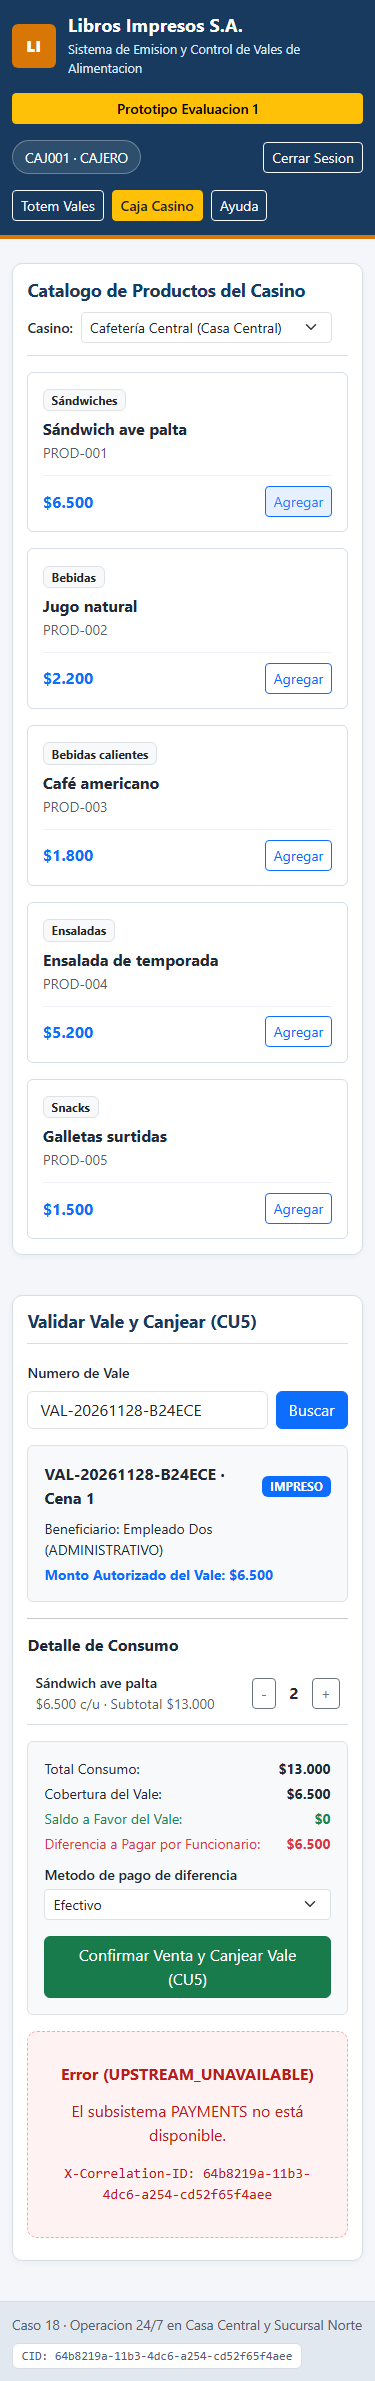 LI
Libros Impresos S.A.
Sistema de Emision y Control de Vales de
Alimentacion
Prototipo Evaluacion 1
CAJ001 · CAJERO
Cerrar Sesion
Totem Vales
Caja Casino
Ayuda
Catalogo de Productos del Casino
Casino:
Cafetería Central (Casa Central)
Sándwiches
Sándwich ave palta
PROD-001
$6.500
Agregar
Bebidas
Jugo natural
PROD-002
$2.200
Agregar
Bebidas calientes
Café americano
PROD-003
$1.800
Agregar
Ensaladas
Ensalada de temporada
PROD-004
$5.200
Agregar
Snacks
Galletas surtidas
PROD-005
$1.500
Agregar
Validar Vale y Canjear (CU5)
Numero de Vale
VAL-20261128-B24ECE
Buscar
VAL-20261128-B24ECE ·
Cena 1
IMPRESO
Beneficiario: Empleado Dos
(ADMINISTRATIVO)
Monto Autorizado del Vale: $6.500
Detalle de Consumo
Sándwich ave palta
$6.500 c/u · Subtotal $13.000
- 2 +
Total Consumo: $13.000
Cobertura del Vale: $6.500
Saldo a Favor del Vale: $0
Diferencia a Pagar por Funcionario: $6.500
Metodo de pago de diferencia
Efectivo
Confirmar Venta y Canjear Vale
(CU5)
Error (UPSTREAM_UNAVAILABLE)
El subsistema PAYMENTS no está
disponible.
X-Correlation-ID: 64b8219a-11b3-
4dc6-a254-cd52f65f4aee
Caso 18 · Operacion 24/7 en Casa Central y Sucursal Norte
CID: 64b8219a-11b3-4dc6-a254-cd52f65f4aee